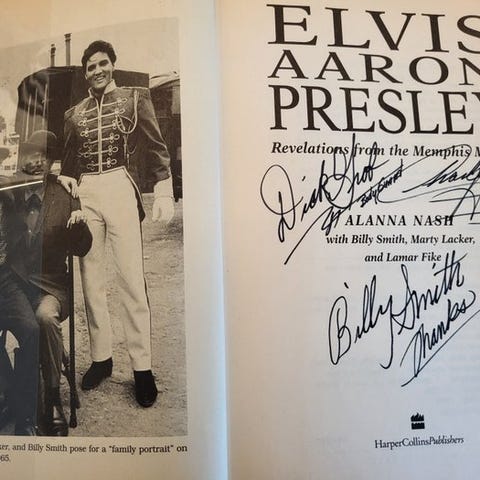 ker, and Billy Smith pose for a "family portrait" on
65.
ELVIS
AARON
PRESLEY
Revelations from the Memphis M
Dick Grob
ALANNA NASH
with Billy Smith, Marty Lacker,
and Lamar Fike
Billy Smith
Thanks
HarperCollinsPublishers